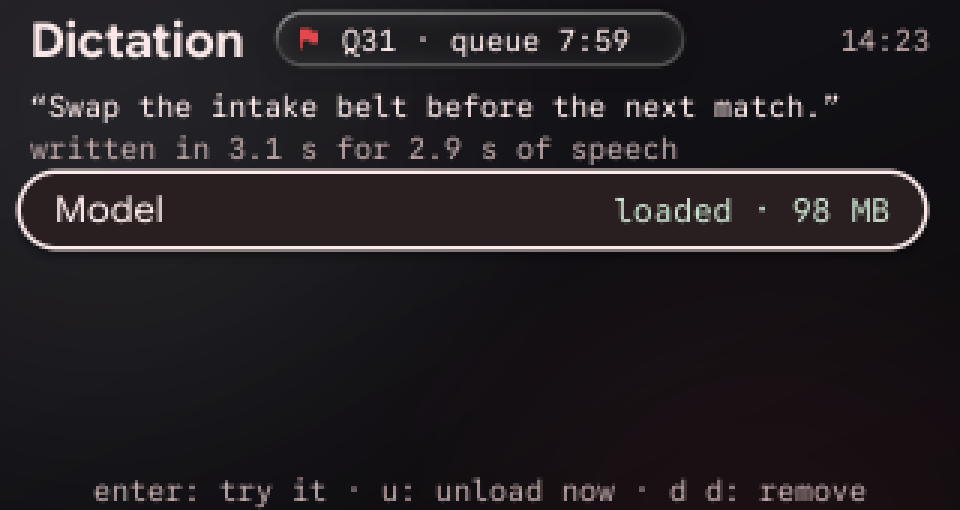 Dictation Q31 · queue 7:59 14:23
“Swap the intake belt before the next match.”
written in 3.1 s for 2.9 s of speech
Model loaded · 98 MB
enter: try it · u: unload now · d d: remove